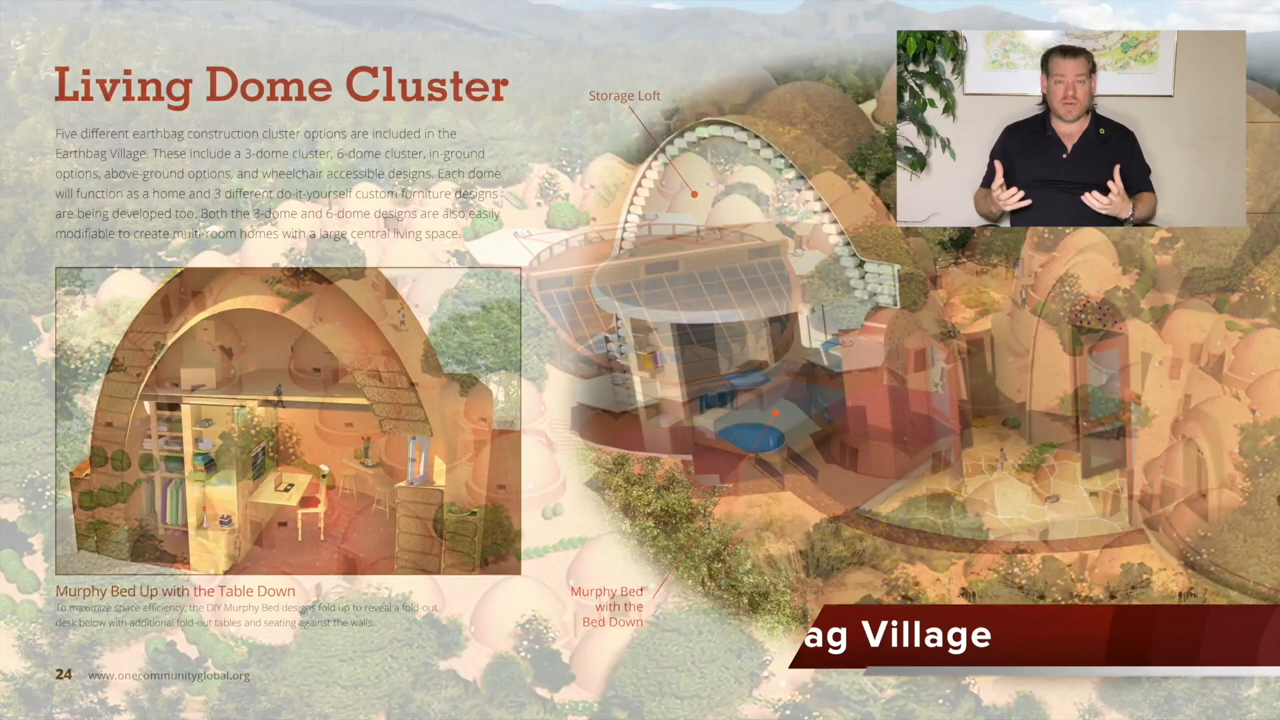 Living Dome Cluster
Five different earthbag construction cluster options are included in the
Earthbag Village. These include a 3-dome cluster, 6-dome cluster, in-ground
options, above-ground options, and wheelchair accessible designs. Each dome
will function as a home and 3 different do-it-yourself custom furniture designs
are being developed too. Both the 3-dome and 6-dome designs are also easily
modifiable to create multi-room homes with a large central living space.
Storage Loft
Murphy Bed Up with the Table Down
To maximize space efficiency, the DIY Murphy Bed designs fold up to reveal a fold-out
desk below with additional fold-out tables and seating against the walls.
Murphy Bed
with the
Bed Down
ag Village
24 www.onecommunityglobal.org